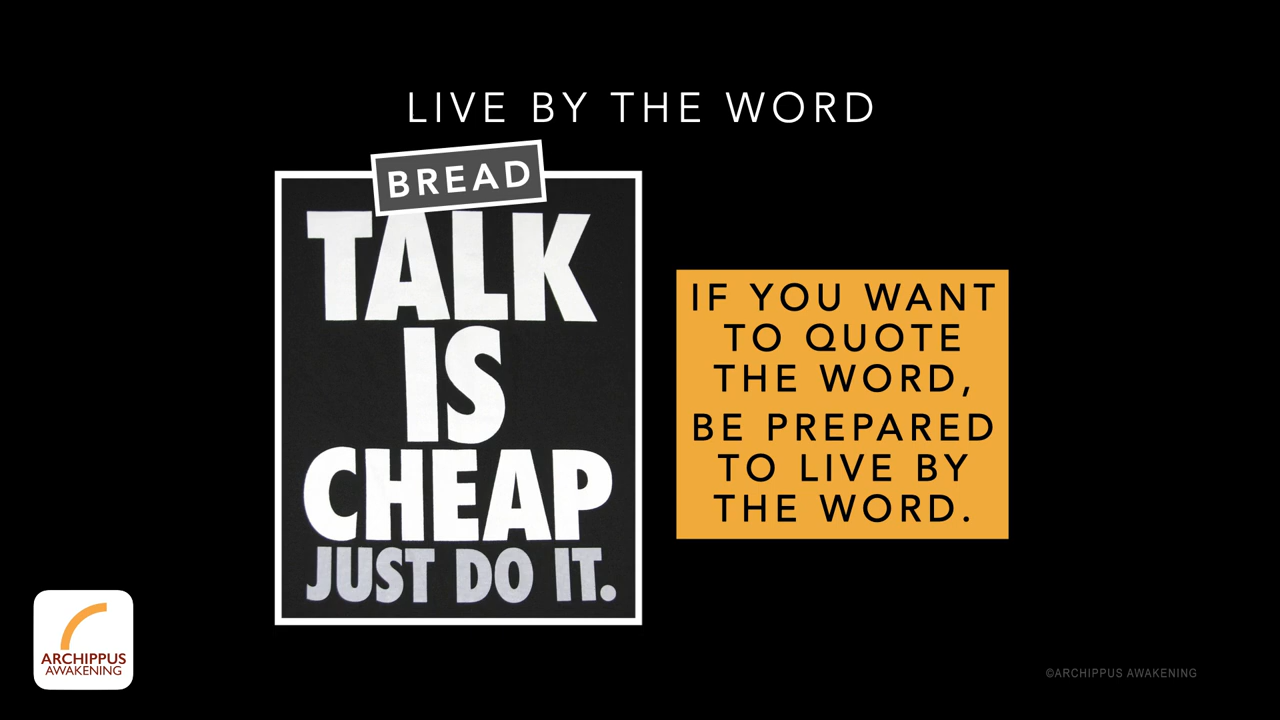 LIVE BY THE WORD
BREAD
TALK
IS
CHEAP
JUST DO IT.
IF YOU WANT
TO QUOTE
THE WORD,
BE PREPARED
TO LIVE BY
THE WORD.
ARCHIPPUS
AWAKENING
©ARCHIPPUS AWAKENING